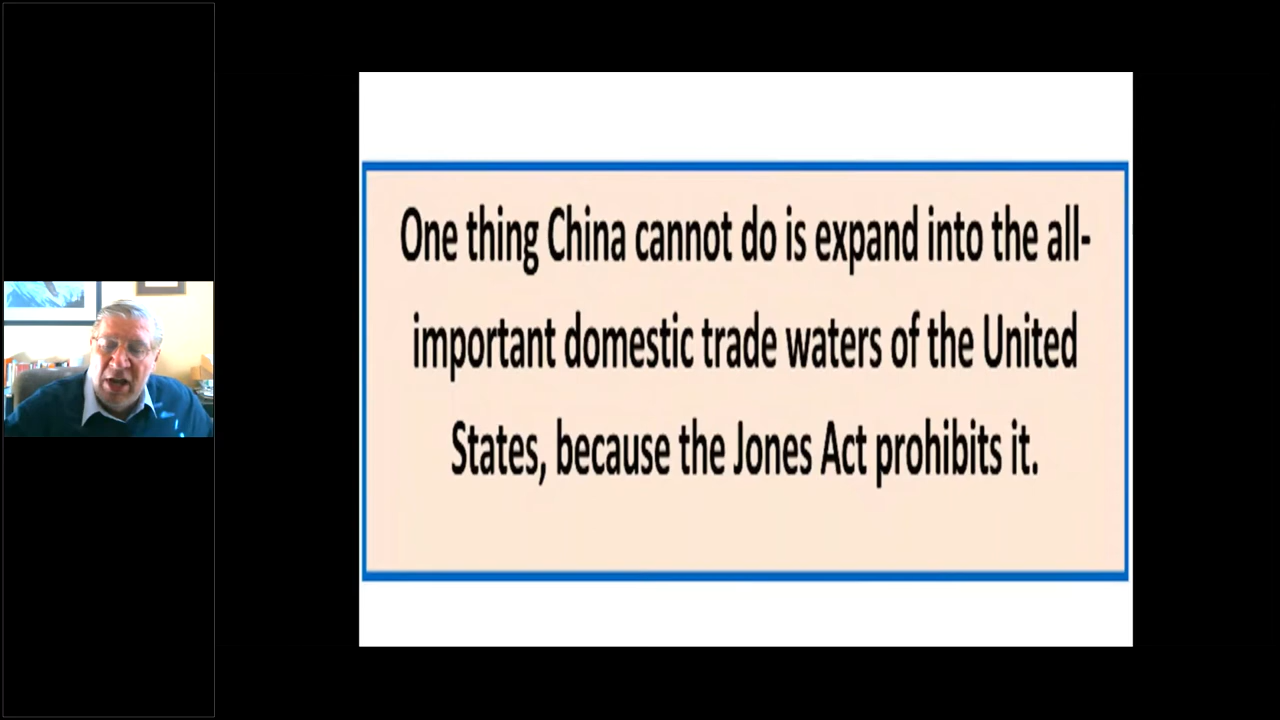 One thing China cannot do is expand into the all-
important domestic trade waters of the United
States, because the Jones Act prohibits it.